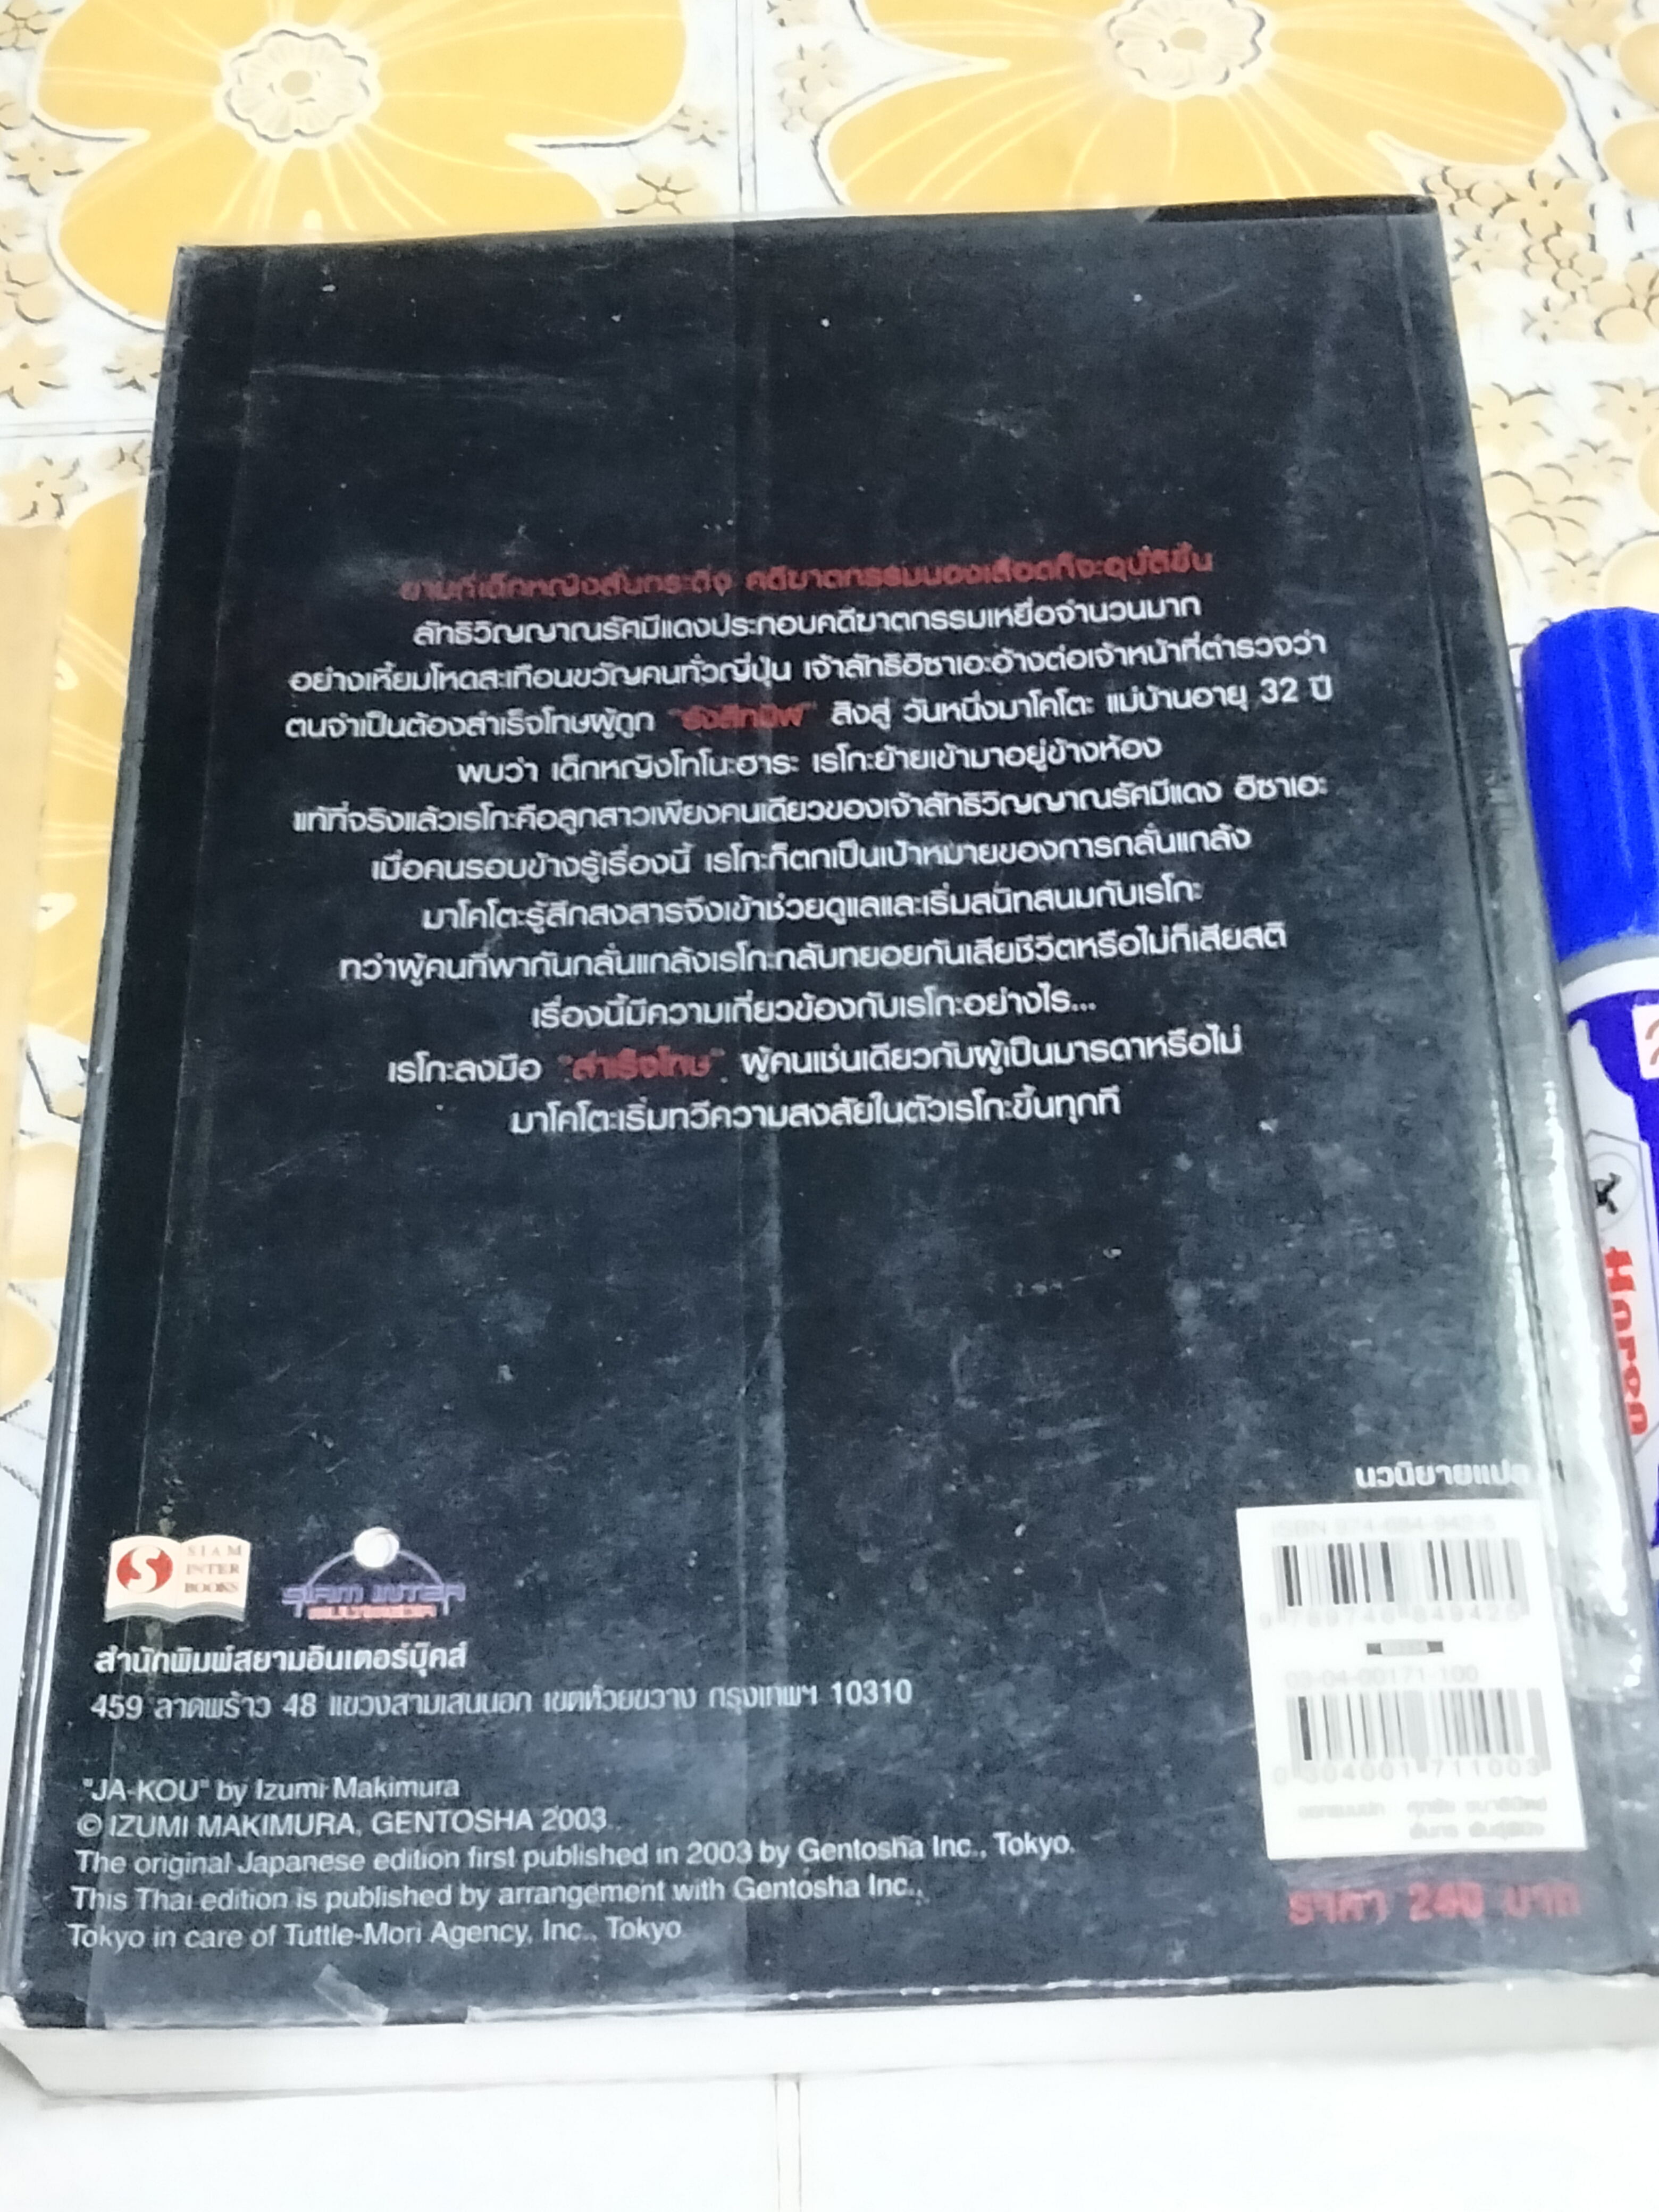 ยามที่เด็กหญิงสั่นกระดิ่ง คดีฆาตกรรมนองเลือดก็จะอุบัติขึ้น
ลัทธิวิญญาณรัศมีแดงประกอบคดีฆาตกรรมเหยื่อจำนวนมาก
อย่างเหี้ยมโหดสะเทือนขวัญคนทั่วญี่ปุ่น เจ้าลัทธิฮิซาเอะอ้างต่อเจ้าหน้าที่ตำรวจว่า
ตนจำเป็นต้องสำเร็จโทษผู้ถูก "รังสีทมิฬ" สิงสู่ วันหนึ่งมาโคโตะ แม่บ้านอายุ 32 ปี
พบว่า เด็กหญิงโทโนะฮาระ เรโกะย้ายเข้ามาอยู่ข้างห้อง
แท้ที่จริงแล้วเรโกะคือลูกสาวเพียงคนเดียวของเจ้าลัทธิวิญญาณรัศมีแดง ฮิซาเอะ
เมื่อคนรอบข้างรู้เรื่องนี้ เรโกะก็ตกเป็นเป้าหมายของการกลั่นแกล้ง
มาโคโตะรู้สึกสงสารจึงเข้าช่วยดูแลและเริ่มสนิทสนมกับเรโกะ
ทว่าผู้คนที่พากันกลั่นแกล้งเรโกะกลับทยอยกันเสียชีวิตหรือไม่ก็เสียสติ
เรื่องนี้มีความเกี่ยวข้องกับเรโกะอย่างไร...
เรโกะลงมือ "สำเร็จโทษ" ผู้คนเช่นเดียวกับผู้เป็นมารดาหรือไม่
มาโคโตะเริ่มทวีความสงสัยในตัวเรโกะขึ้นทุกที
นวนิยายแปล
ISBN 974-684-942-5
9 789746 849425
03-04-00171-100
0 304001 711003
ราคา 240 บาท
SIAM
INTER
BOOKS
SIAM INTER
MULTIMEDIA
สำนักพิมพ์สยามอินเตอร์บุ๊คส์
459 ลาดพร้าว 48 แขวงสามเสนนอก เขตห้วยขวาง กรุงเทพฯ 10310
"JA-KOU" by Izumi Makimura
© IZUMI MAKIMURA, GENTOSHA 2003.
The original Japanese edition first published in 2003 by Gentosha Inc., Tokyo.
This Thai edition is published by arrangement with Gentosha Inc.,
Tokyo in care of Tuttle-Mori Agency, Inc., Tokyo
Horse